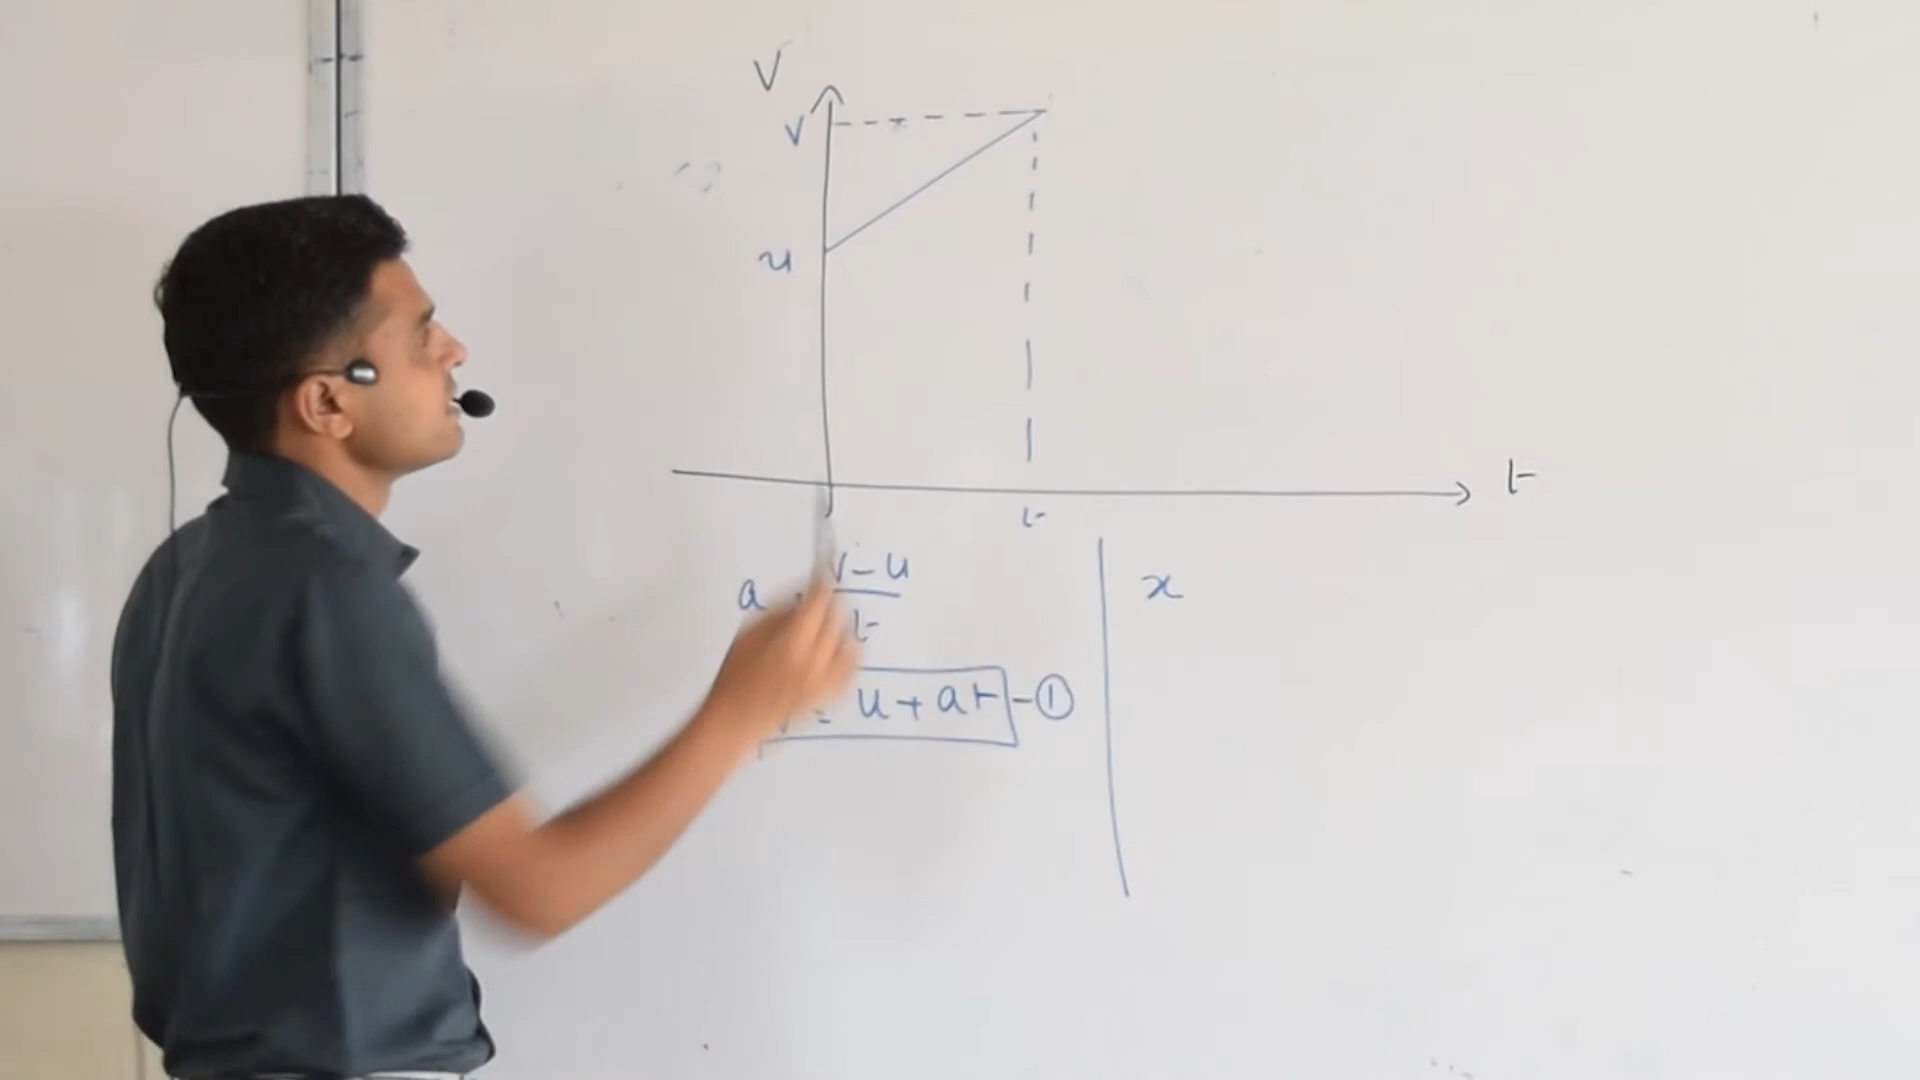 V
v
u
t
t
a = v - u / t
x
v = u + at - ①